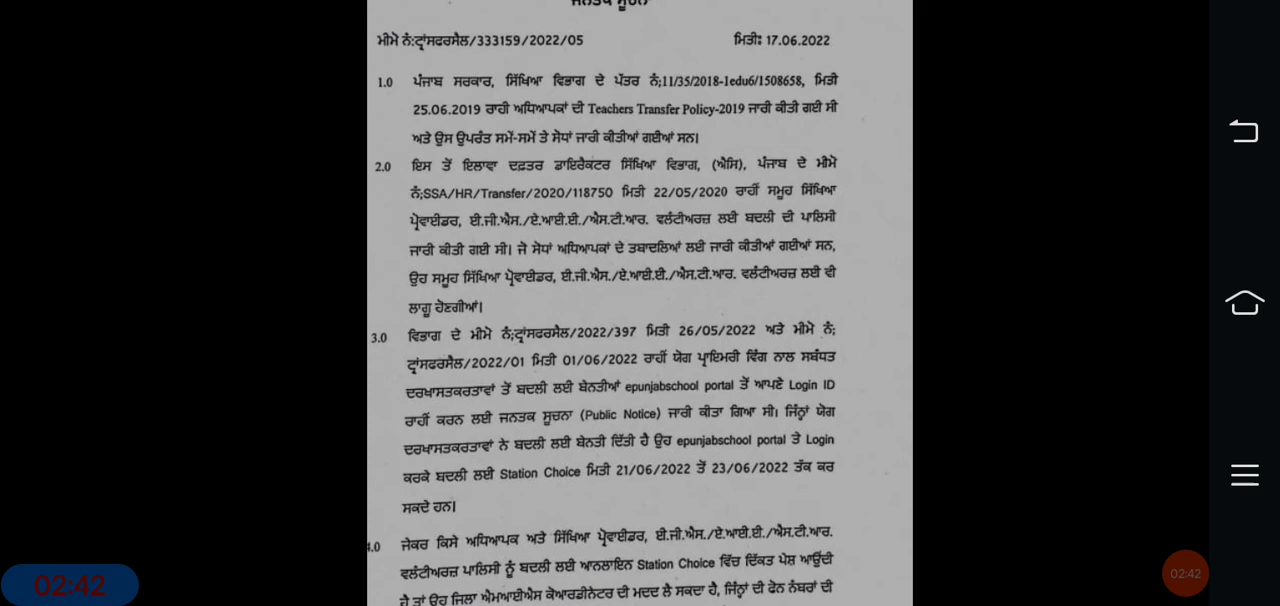 ਜਨਤਕ ਸੂਚਨਾ
ਮੀਮੋ ਨੰ:ਟ੍ਰਾਂਸਫਰਸੈਲ/333159/2022/05 ਮਿਤੀ: 17.06.2022
1.0 ਪੰਜਾਬ ਸਰਕਾਰ, ਸਿੱਖਿਆ ਵਿਭਾਗ ਦੇ ਪੱਤਰ ਨੰ;11/35/2018-1edu6/1508658, ਮਿਤੀ
25.06.2019 ਰਾਹੀ ਅਧਿਆਪਕਾਂ ਦੀ Teachers Transfer Policy-2019 ਜਾਰੀ ਕੀਤੀ ਗਈ ਸੀ
ਅਤੇ ਉਸ ਉਪਰੰਤ ਸਮੇਂ-ਸਮੇਂ ਤੇ ਸੋਧਾਂ ਜਾਰੀ ਕੀਤੀਆਂ ਗਈਆਂ ਸਨ।
2.0 ਇਸ ਤੋਂ ਇਲਾਵਾ ਦਫ਼ਤਰ ਡਾਇਰੈਕਟਰ ਸਿੱਖਿਆ ਵਿਭਾਗ, (ਐਸਿ), ਪੰਜਾਬ ਦੇ ਮੀਮੋ
ਨੰ;SSA/HR/Transfer/2020/118750 ਮਿਤੀ 22/05/2020 ਰਾਹੀਂ ਸਮੂਹ ਸਿੱਖਿਆ
ਪ੍ਰੋਵਾਈਡਰ, ਈ.ਜੀ.ਐਸ./ਏ.ਆਈ.ਈ./ਐਸ.ਟੀ.ਆਰ. ਵਲੰਟੀਅਰਜ਼ ਲਈ ਬਦਲੀ ਦੀ ਪਾਲਿਸੀ
ਜਾਰੀ ਕੀਤੀ ਗਈ ਸੀ। ਜੋ ਸੋਧਾਂ ਅਧਿਆਪਕਾਂ ਦੇ ਤਬਾਦਲਿਆਂ ਲਈ ਜਾਰੀ ਕੀਤੀਆਂ ਗਈਆਂ ਸਨ,
ਉਹ ਸਮੂਹ ਸਿੱਖਿਆ ਪ੍ਰੋਵਾਈਡਰ, ਈ.ਜੀ.ਐਸ./ਏ.ਆਈ.ਈ./ਐਸ.ਟੀ.ਆਰ. ਵਲੰਟੀਅਰਜ਼ ਲਈ ਵੀ
ਲਾਗੂ ਹੋਣਗੀਆਂ।
3.0 ਵਿਭਾਗ ਦੇ ਮੀਮੋ ਨੰ;ਟ੍ਰਾਂਸਫਰਸੈਲ/2022/397 ਮਿਤੀ 26/05/2022 ਅਤੇ ਮੀਮੋ ਨੰ;
ਟ੍ਰਾਂਸਫਰਸੈਲ/2022/01 ਮਿਤੀ 01/06/2022 ਰਾਹੀਂ ਯੋਗ ਪ੍ਰਾਇਮਰੀ ਵਿੰਗ ਨਾਲ ਸਬੰਧਤ
ਦਰਖਾਸਤਕਰਤਾਵਾਂ ਤੋਂ ਬਦਲੀ ਲਈ ਬੇਨਤੀਆਂ epunjabschool portal ਤੋਂ ਆਪਣੇ Login ID
ਰਾਹੀਂ ਕਰਨ ਲਈ ਜਨਤਕ ਸੂਚਨਾ (Public Notice) ਜਾਰੀ ਕੀਤਾ ਗਿਆ ਸੀ। ਜਿੰਨ੍ਹਾਂ ਯੋਗ
ਦਰਖਾਸਤਕਰਤਾਵਾਂ ਨੇ ਬਦਲੀ ਲਈ ਬੇਨਤੀ ਦਿੱਤੀ ਹੈ ਉਹ epunjabschool portal ਤੇ Login
ਕਰਕੇ ਬਦਲੀ ਲਈ Station Choice ਮਿਤੀ 21/06/2022 ਤੋਂ 23/06/2022 ਤੱਕ ਕਰ
ਸਕਦੇ ਹਨ।
4.0 ਜੇਕਰ ਕਿਸੇ ਅਧਿਆਪਕ ਅਤੇ ਸਿੱਖਿਆ ਪ੍ਰੋਵਾਈਡਰ, ਈ.ਜੀ.ਐਸ./ਏ.ਆਈ.ਈ./ਐਸ.ਟੀ.ਆਰ.
ਵਲੰਟੀਅਰਜ਼ ਪਾਲਿਸੀ ਨੂੰ ਬਦਲੀ ਲਈ ਆਨਲਾਇਨ Station Choice ਵਿੱਚ ਦਿੱਕਤ ਪੇਸ਼ ਆਉਂਦੀ
ਹੈ ਤਾਂ ਉਹ ਜਿਲਾ ਐਮਆਈਐਸ ਕੋਆਰਡੀਨੇਟਰ ਦੀ ਮਦਦ ਲੈ ਸਕਦਾ ਹੈ, ਜਿੰਨ੍ਹਾਂ ਦੀ ਫੋਨ ਨੰਬਰਾਂ ਦੀ
02:42
02:42